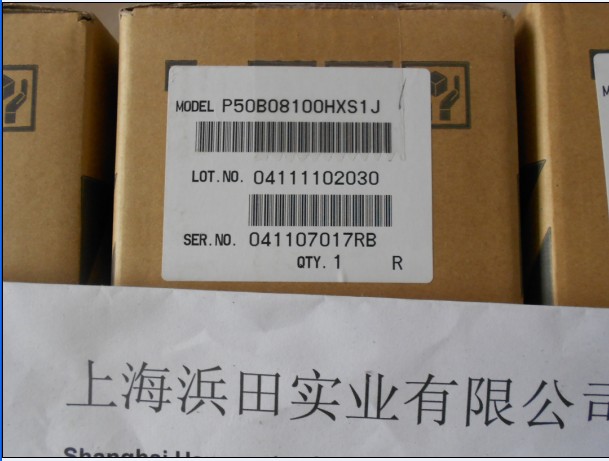 MODEL P50B08100HXS1J
LOT.NO. 04111102030
SER.NO. 041107017RB
QTY. 1 R
上海浜田实业有限公司
Shanghai